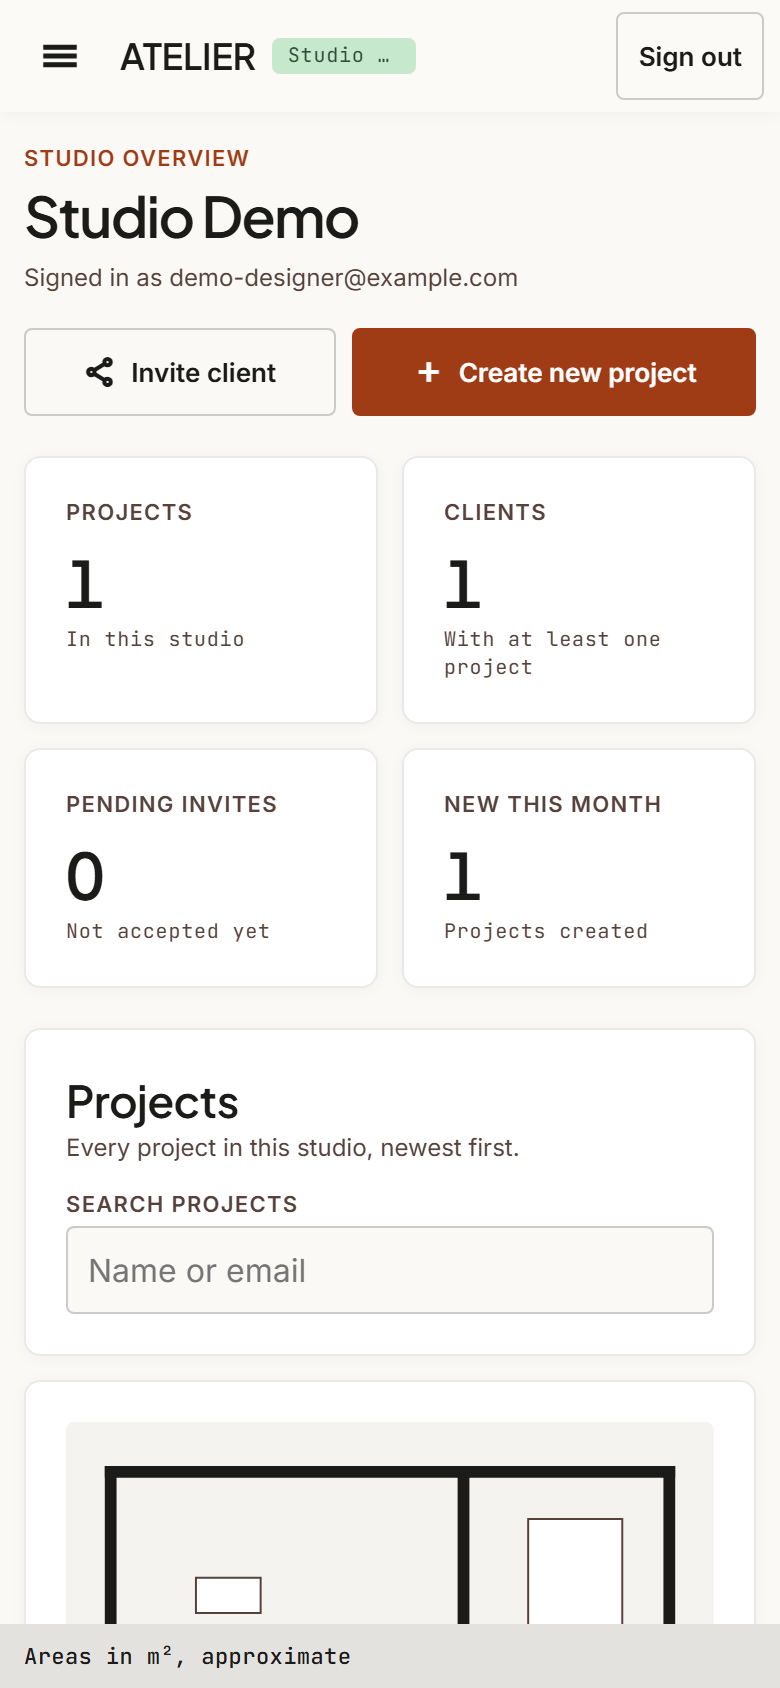 ATELIER
Studio …
Sign out
STUDIO OVERVIEW
Studio Demo
Signed in as demo-designer@example.com
Invite client
+ Create new project
PROJECTS
1
In this studio
CLIENTS
1
With at least one
project
PENDING INVITES
0
Not accepted yet
NEW THIS MONTH
1
Projects created
Projects
Every project in this studio, newest first.
SEARCH PROJECTS
Name or email
Areas in m², approximate